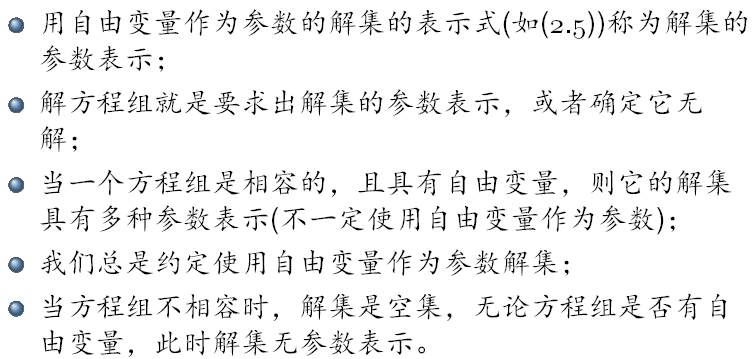 用自由变量作为参数的解集的表示式(如(2.5))称为解集的
参数表示；
解方程组就是要求出解集的参数表示，或者确定它无
解；
当一个方程组是相容的，且具有自由变量，则它的解集
具有多种参数表示(不一定使用自由变量作为参数)；
我们总是约定使用自由变量作为参数解集；
当方程组不相容时，解集是空集，无论方程组是否有自
由变量，此时解集无参数表示。